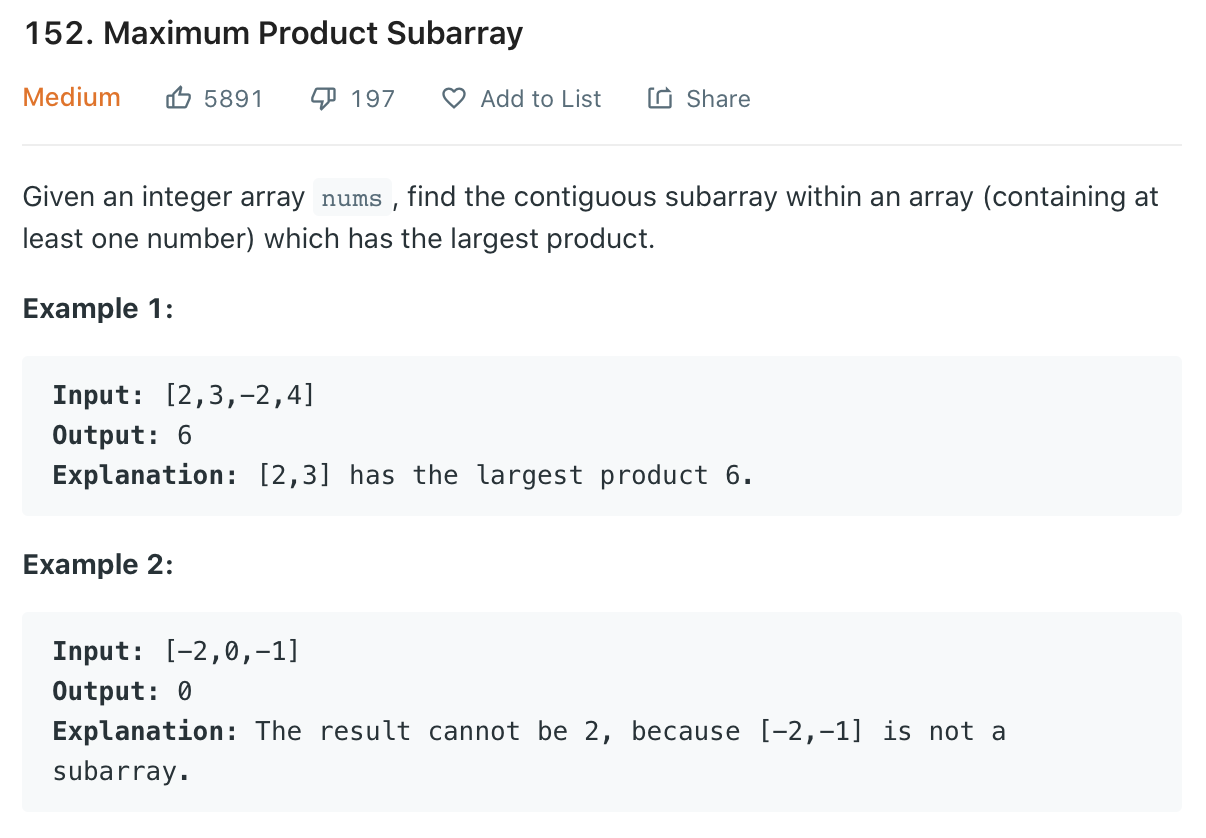 152. Maximum Product Subarray
Medium 5891 197 Add to List Share
Given an integer array nums , find the contiguous subarray within an array (containing at
least one number) which has the largest product.
Example 1:
Input: [2,3,-2,4]
Output: 6
Explanation: [2,3] has the largest product 6.
Example 2:
Input: [-2,0,-1]
Output: 0
Explanation: The result cannot be 2, because [-2,-1] is not a
subarray.